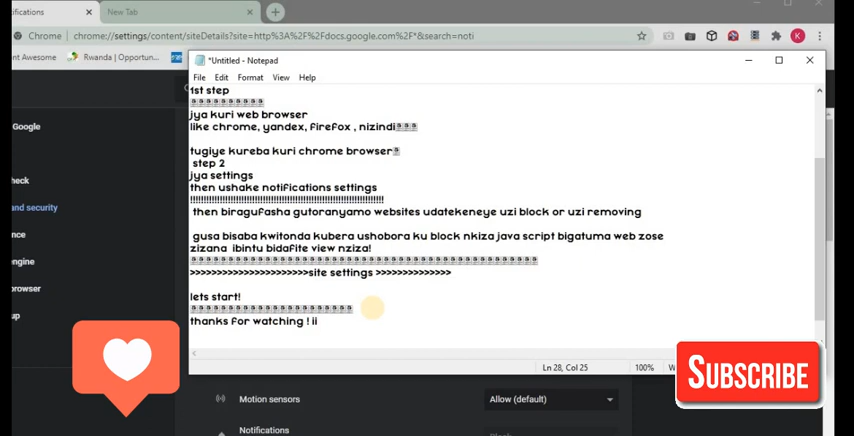 ifications
New Tab
Chrome | chrome://settings/content/siteDetails?site=http%3A%2F%2Fdocs.google.com%2F*&search=noti
K
nt Awesome
Rwanda | Opportun...
*Untitled - Notepad
File Edit Format View Help
1st step
jya kuri web browser
like chrome, yandex, firefox , nizindi
tugiye kureba kuri chrome browser
step 2
jya settings
then ushake notifications settings
!!!!!!!!!!!!!!!!!!!!!!!!!!!!!!!!!!!!!!!!!!!!!!!!!!!!!!!!!!!!!!!!
then biragufasha gutoranyamo websites udatekeneye uzi block or uzi removing
gusa bisaba kwitonda kubera ushobora ku block nkiza java script bigatuma web zose
zizana ibintu bidafite view nziza!
>>>>>>>>>>>>>>>>>>>>>>site settings >>>>>>>>>>>>>>
lets start!
thanks for watching ! ii
Ln 28, Col 25
100%
W
Google
heck
and security
nce
ngine
rowser
up
Motion sensors
Allow (default)
Notifications
SUBSCRIBE